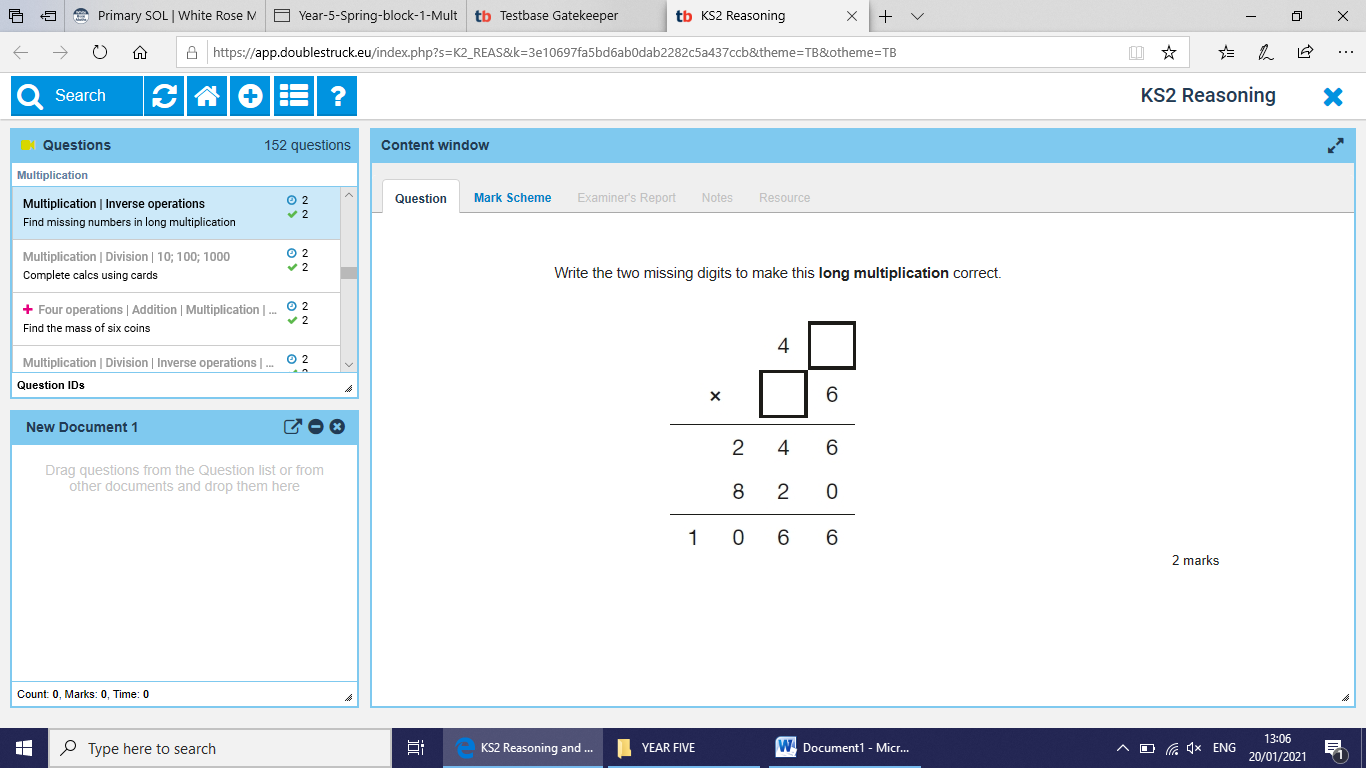 Primary SOL | White Rose M
Year-5-Spring-block-1-Mult
tb Testbase Gatekeeper
tb KS2 Reasoning
https://app.doublestruck.eu/index.php?s=K2_REAS&k=3e10697fa5bd6ab0dab2282c5a437ccb&theme=TB&otheme=TB
Search
?
KS2 Reasoning
Questions 152 questions
Multiplication
Multiplication | Inverse operations 2
Find missing numbers in long multiplication 2
Multiplication | Division | 10; 100; 1000 2
Complete calcs using cards 2
Four operations | Addition | Multiplication | ... 2
Find the mass of six coins 2
Multiplication | Division | Inverse operations | ... 2
Question IDs
New Document 1
Drag questions from the Question list or from
other documents and drop them here
Count: 0, Marks: 0, Time: 0
Content window
Question Mark Scheme Examiner's Report Notes Resource
Write the two missing digits to make this long multiplication correct.
4
× 6
2 4 6
8 2 0
1 0 6 6
2 marks
Type here to search
KS2 Reasoning and ...
YEAR FIVE
Document1 - Micr...
ENG
13:06
20/01/2021
1